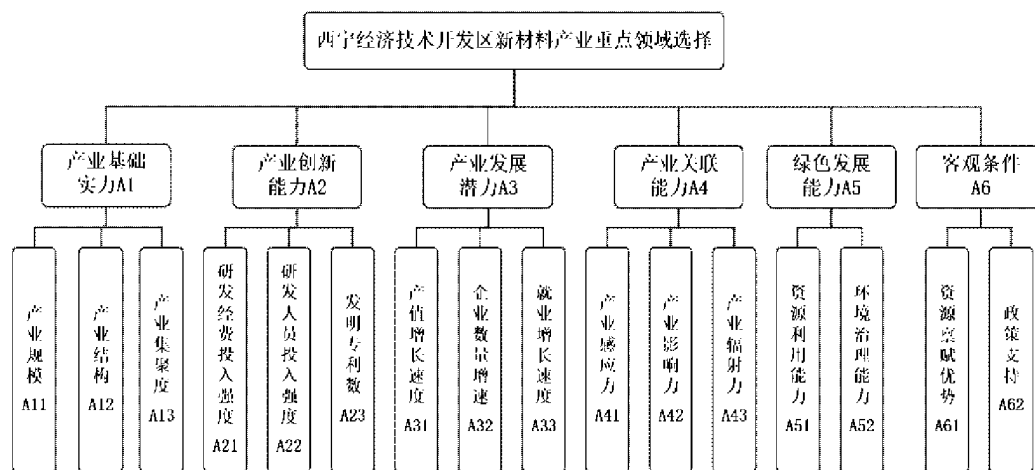 西宁经济技术开发区新材料产业重点领域选择
产业基础
实力A1
产业创新
能力A2
产业发展
潜力A3
产业关联
能力A4
绿色发展
能力A5
客观条件
A6
产业规模
A11
产业结构
A12
产业集聚度
A13
研发经费投入强度
A21
研发人员投入强度
A22
发明专利数
A23
产值增长速度
A31
企业数量增速
A32
就业增长速度
A33
产业感应力
A41
产业影响力
A42
产业辐射力
A43
资源利用能力
A51
环境治理能力
A52
资源禀赋优势
A61
政策支持
A62